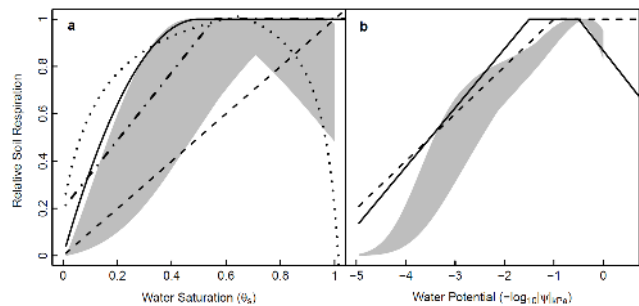 a
b
Relative Soil Respiration
0
0.2
0.4
0.6
0.8
1
0 0.2 0.4 0.6 0.8 1
−5 −4 −3 −2 −1 0
Water Saturation (θs)
Water Potential (−log10|ψ|kPa)